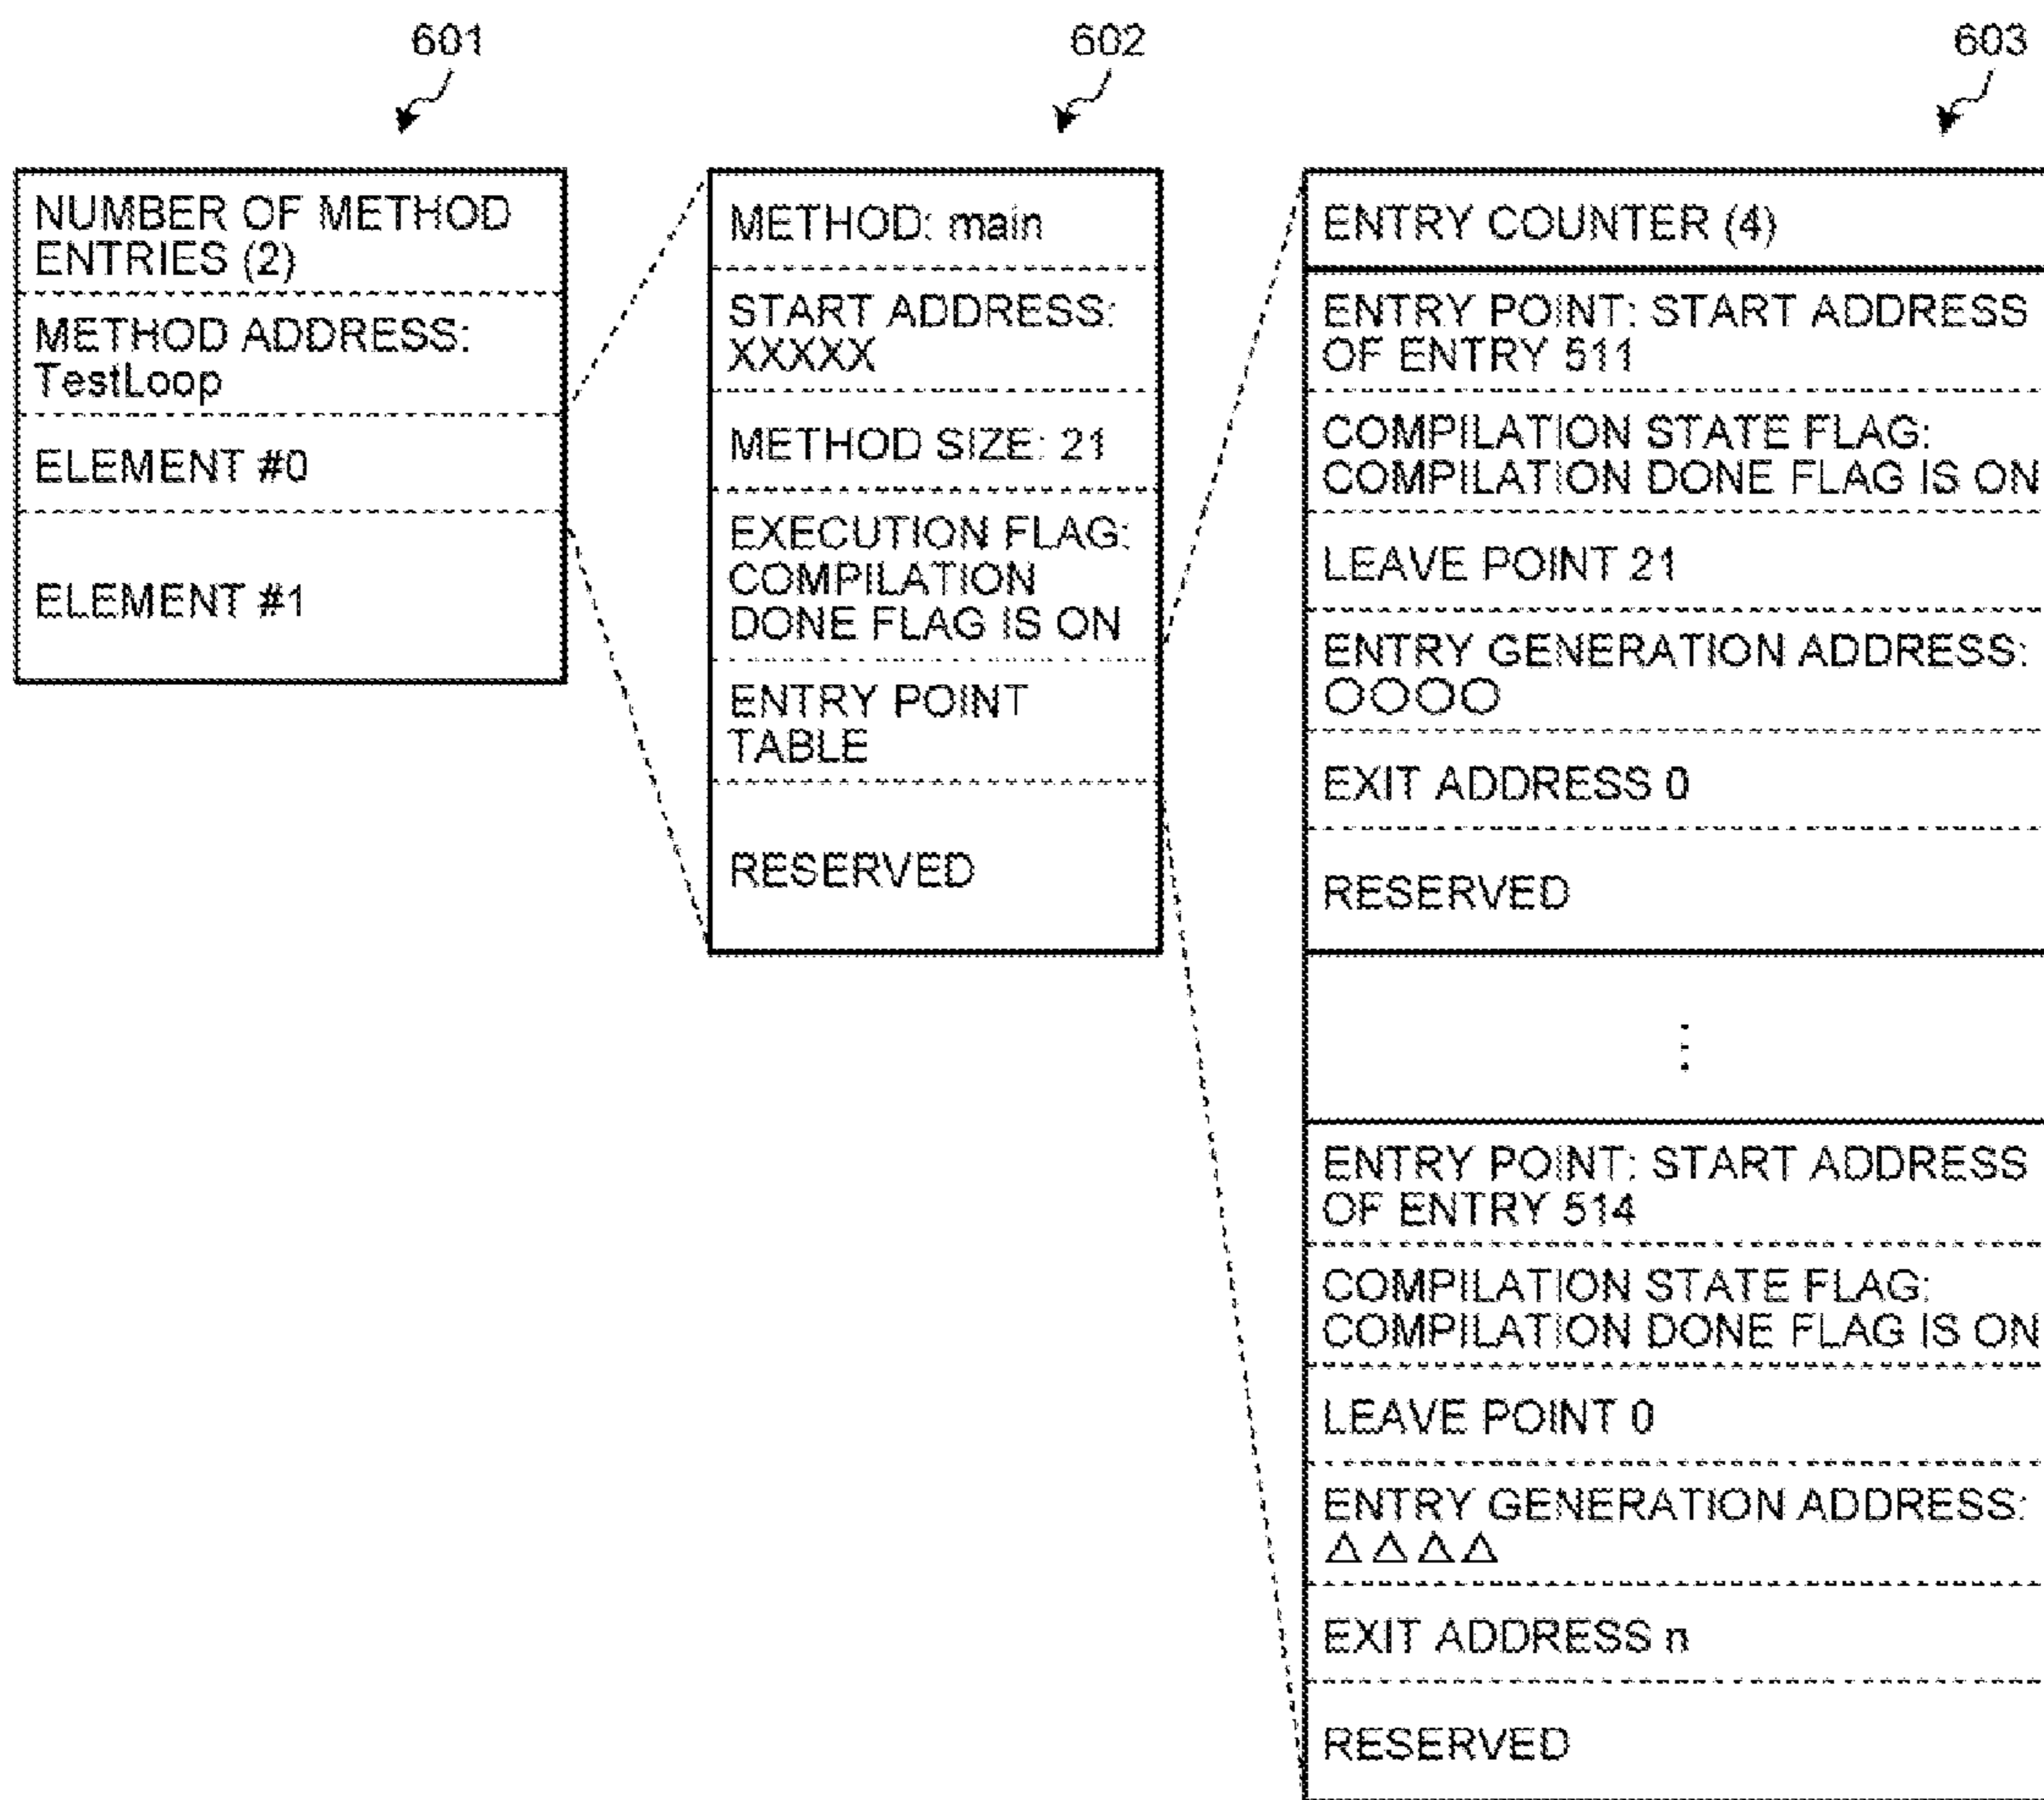 601
602
603
NUMBER OF METHOD
ENTRIES (2)
METHOD ADDRESS:
TestLoop
ELEMENT #0
ELEMENT #1
METHOD: main
START ADDRESS:
XXXXX
METHOD SIZE: 21
EXECUTION FLAG:
COMPILATION
DONE FLAG IS ON
ENTRY POINT
TABLE
RESERVED
ENTRY COUNTER (4)
ENTRY POINT: START ADDRESS
OF ENTRY 511
COMPILATION STATE FLAG:
COMPILATION DONE FLAG IS ON
LEAVE POINT 21
ENTRY GENERATION ADDRESS:
○○○○
EXIT ADDRESS 0
RESERVED
⋮
ENTRY POINT: START ADDRESS
OF ENTRY 514
COMPILATION STATE FLAG:
COMPILATION DONE FLAG IS ON
LEAVE POINT 0
ENTRY GENERATION ADDRESS:
△△△△
EXIT ADDRESS n
RESERVED